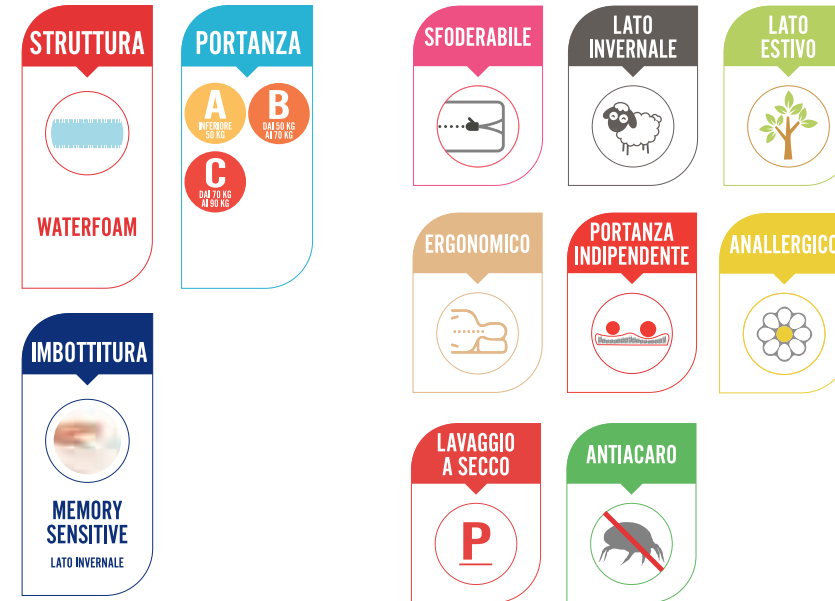 STRUTTURA
WATERFOAM
PORTANZA
A
INFERIORE
50 KG
B
DAI 50 KG
AI 70 KG
C
DAI 70 KG
AI 90 KG
IMBOTTITURA
MEMORY
SENSITIVE
LATO INVERNALE
SFODERABILE
LATO
INVERNALE
LATO
ESTIVO
ERGONOMICO
PORTANZA
INDIPENDENTE
ANALLERGICO
LAVAGGIO
A SECCO
P
ANTIACARO